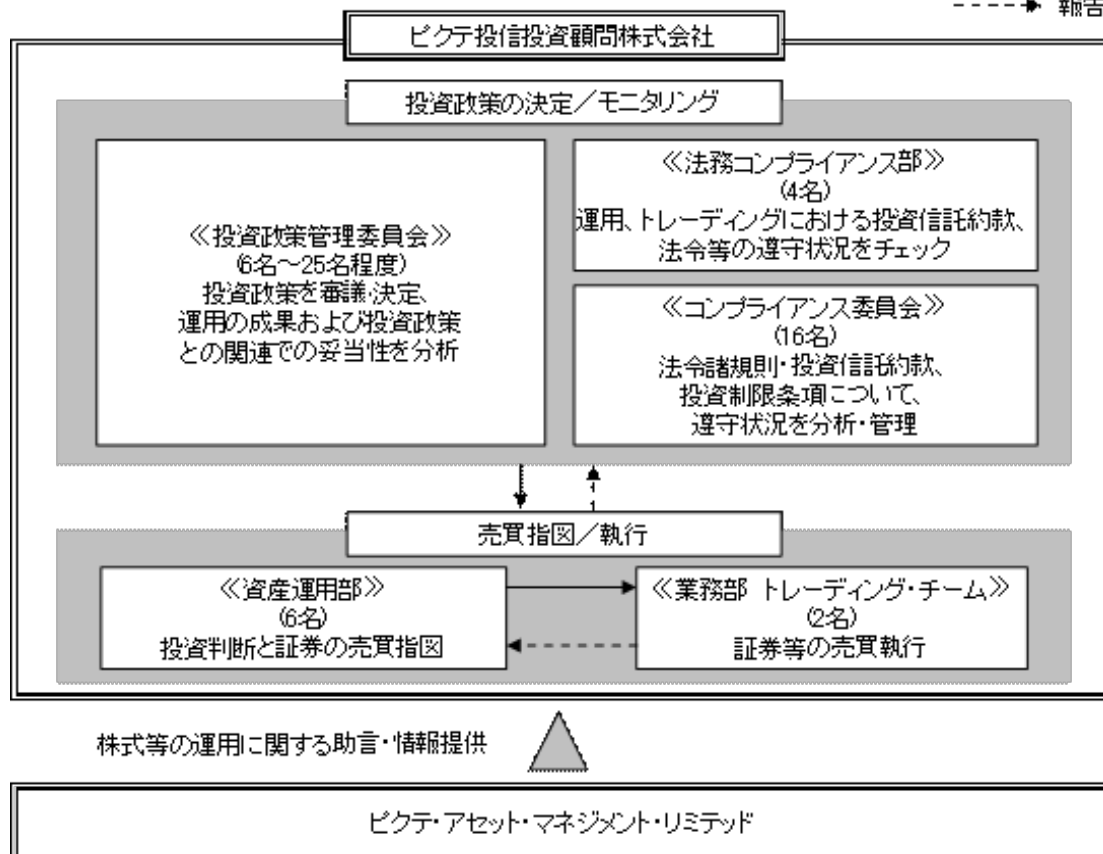 報告
ピクテ投信投資顧問株式会社
投資政策の決定／モニタリング
≪投資政策管理委員会≫
(6名～25名程度)
投資政策を審議・決定、
運用の成果および投資政策
との関連での妥当性を分析
≪法務コンプライアンス部≫
(4名)
運用、トレーディングにおける投資信託約款、
法令等の遵守状況をチェック
≪コンプライアンス委員会≫
(16名)
法令諸規則・投資信託約款、
投資制限条項について、
遵守状況を分析・管理
売買指図／執行
≪資産運用部≫
(6名)
投資判断と証券の売買指図
≪業務部 トレーディング・チーム≫
(2名)
証券等の売買執行
株式等の運用に関する助言・情報提供
ピクテ・アセット・マネジメント・リミテッド